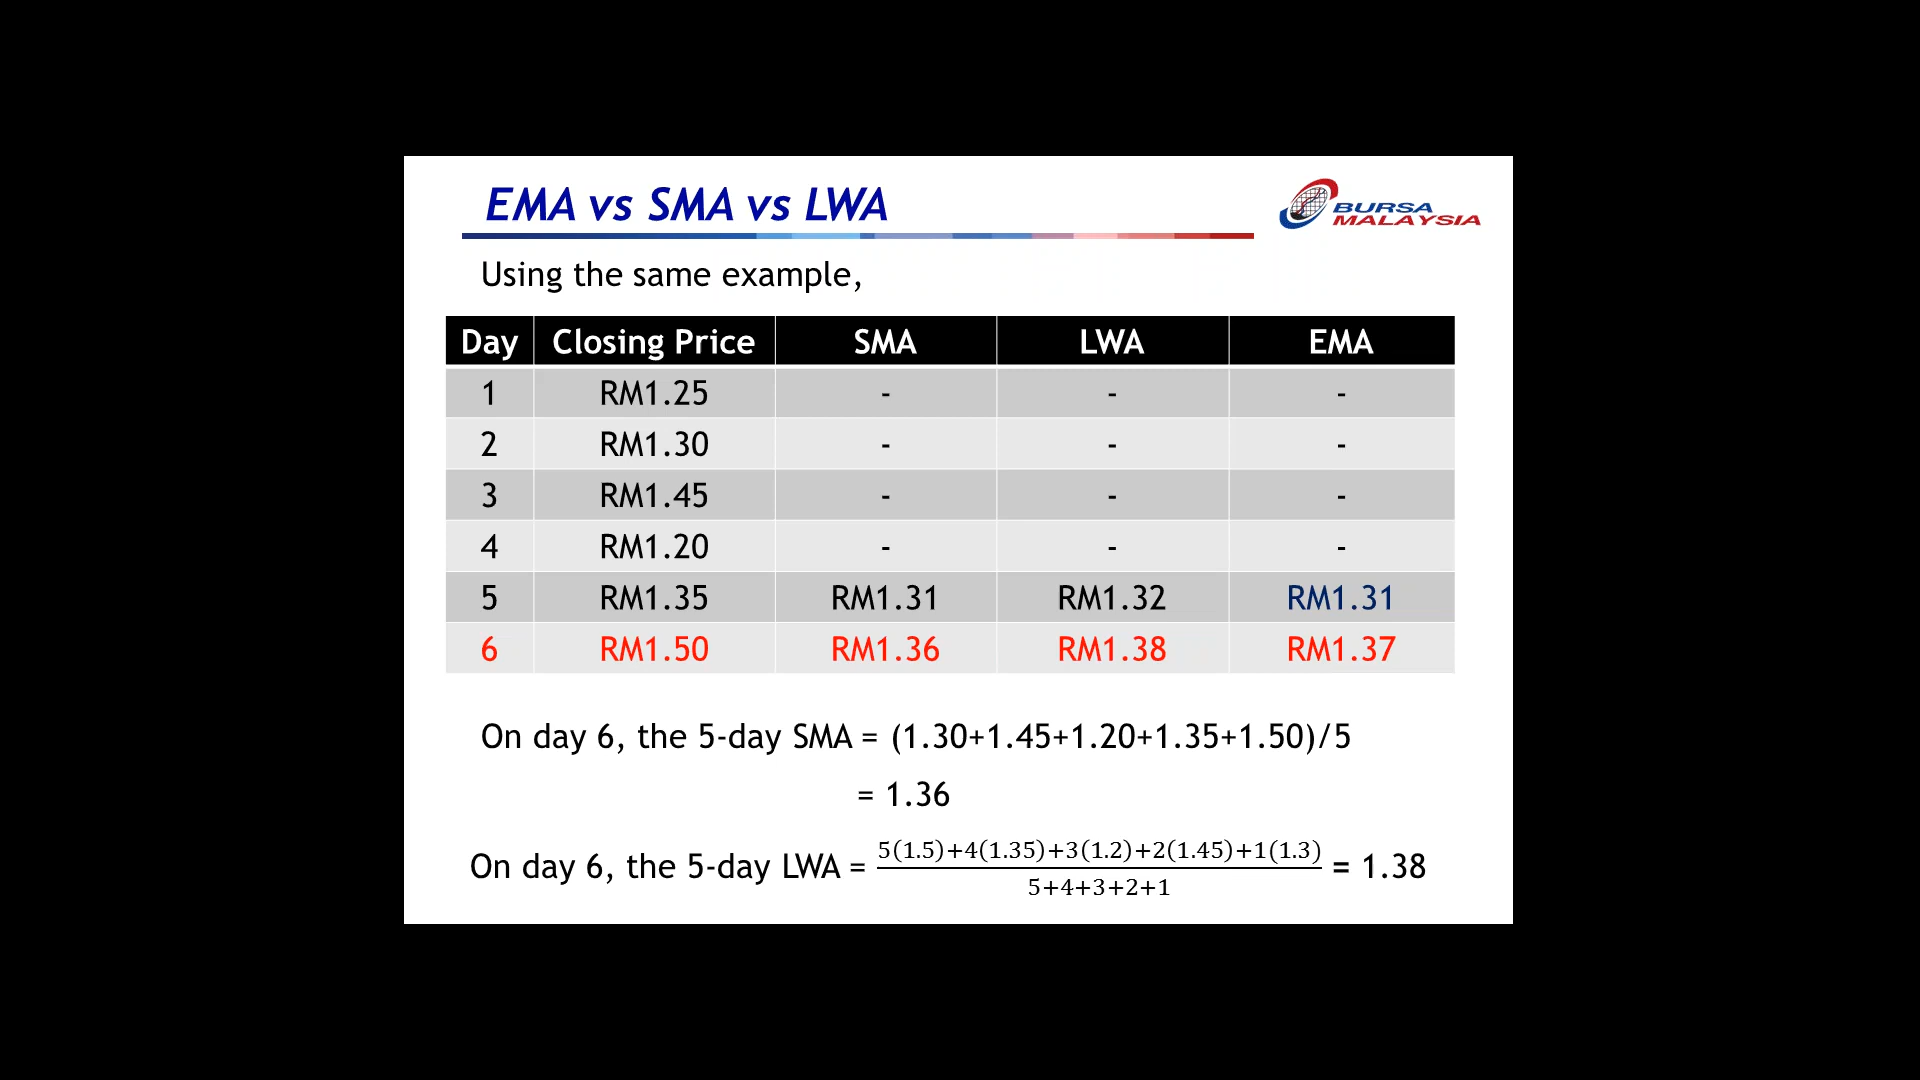 EMA vs SMA vs LWA
BURSA
MALAYSIA
Using the same example,
Day Closing Price SMA LWA EMA
1 RM1.25 - - -
2 RM1.30 - - -
3 RM1.45 - - -
4 RM1.20 - - -
5 RM1.35 RM1.31 RM1.32 RM1.31
6 RM1.50 RM1.36 RM1.38 RM1.37
On day 6, the 5-day SMA = (1.30+1.45+1.20+1.35+1.50)/5
= 1.36
On day 6, the 5-day LWA = 5(1.5)+4(1.35)+3(1.2)+2(1.45)+1(1.3) = 1.38
5+4+3+2+1